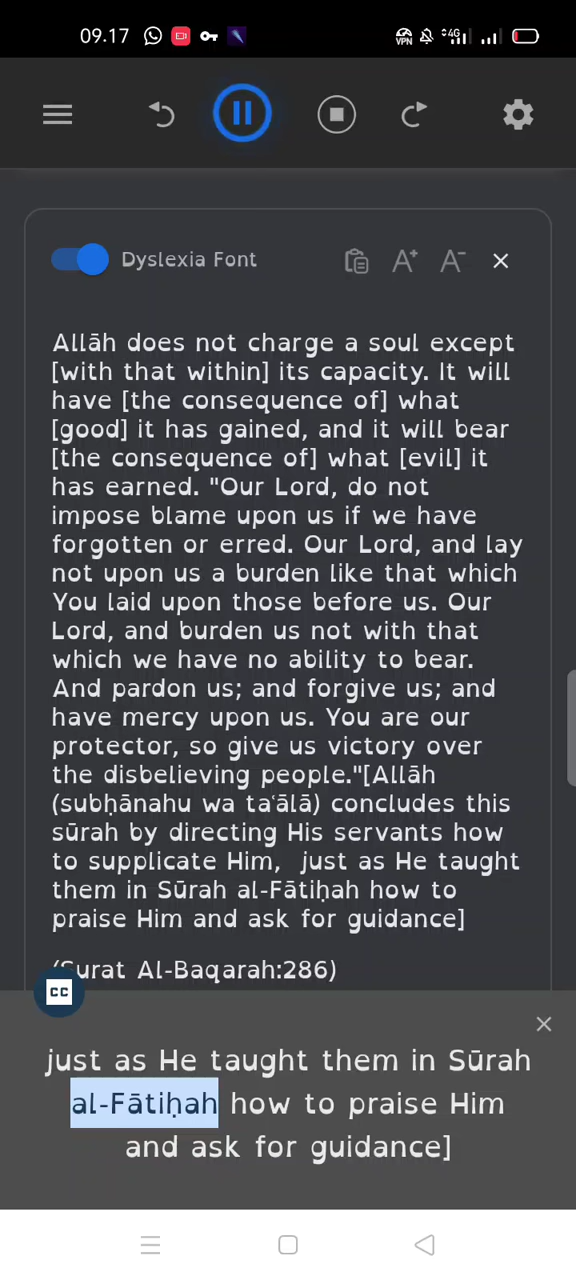 09.17
VPN
4G
Dyslexia Font
A+
A-
Allāh does not charge a soul except
[with that within] its capacity. It will
have [the consequence of] what
[good] it has gained, and it will bear
[the consequence of] what [evil] it
has earned. "Our Lord, do not
impose blame upon us if we have
forgotten or erred. Our Lord, and lay
not upon us a burden like that which
You laid upon those before us. Our
Lord, and burden us not with that
which we have no ability to bear.
And pardon us; and forgive us; and
have mercy upon us. You are our
protector, so give us victory over
the disbelieving people."[Allāh
(subḥānahu wa taʿālā) concludes this
sūrah by directing His servants how
to supplicate Him,  just as He taught
them in Sūrah al-Fātiḥah how to
praise Him and ask for guidance]
(Surat Al-Baqarah:286)
CC
just as He taught them in Sūrah
al-Fātiḥah how to praise Him
and ask for guidance]